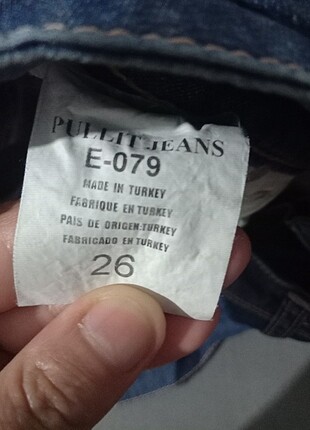 PULLIT JEANS
E-079
MADE IN TURKEY
FABRIQUE EN TURKEY
PAIS DE ORIGEN:TURKEY
FABRICADO EN TURKEY
26